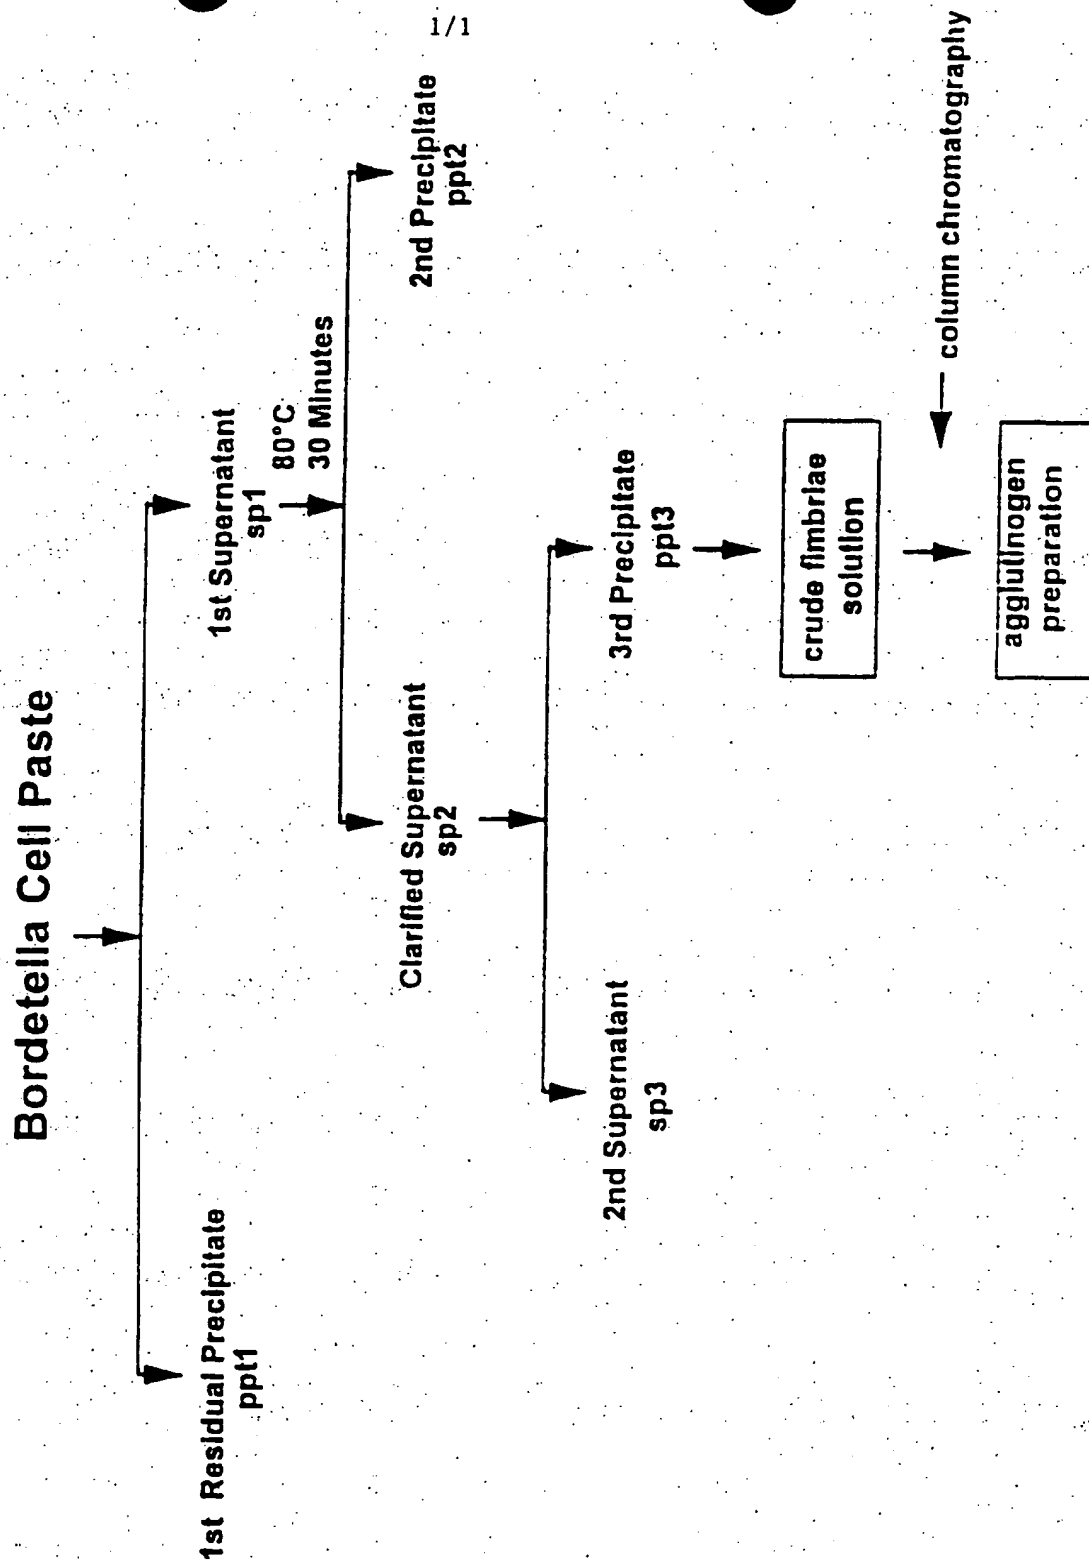 1/1
Bordetella Cell Paste
1st Residual Precipitate
ppt1
1st Supernatant
sp1
80°C
30 Minutes
Clarified Supernatant
sp2
2nd Precipitate
ppt2
2nd Supernatant
sp3
3rd Precipitate
ppt3
crude fimbriae
solution
column chromatography
agglutinogen
preparation